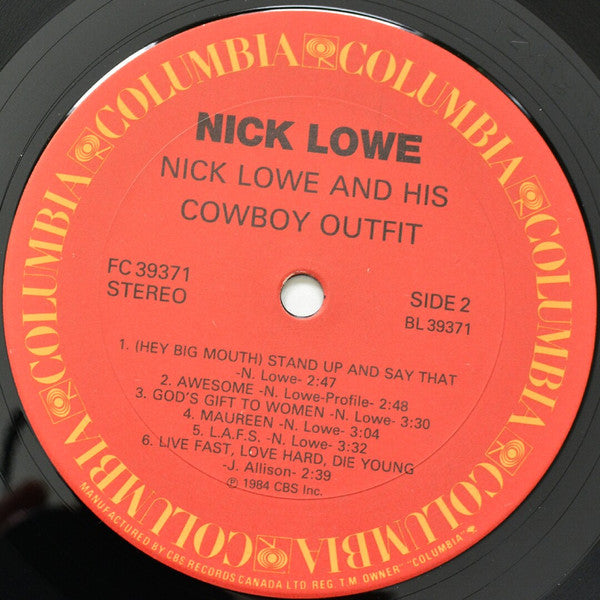 COLUMBIA COLUMBIA COLUMBIA COLUMBIA COLUMBIA COLUMBIA
NICK LOWE
NICK LOWE AND HIS
COWBOY OUTFIT
FC 39371
STEREO
SIDE 2
BL 39371
1. (HEY BIG MOUTH) STAND UP AND SAY THAT
-N. Lowe- 2:47
2. AWESOME -N. Lowe-Profile- 2:48
3. GOD'S GIFT TO WOMEN -N. Lowe- 3:30
4. MAUREEN -N. Lowe- 3:04
5. L.A.F.S. -N. Lowe- 3:32
6. LIVE FAST, LOVE HARD, DIE YOUNG
-J. Allison- 2:39
℗ 1984 CBS Inc.
MANUFACTURED BY CBE RECORDS CANADA LTD REG. T.M. OWNER "COLUMBIA"